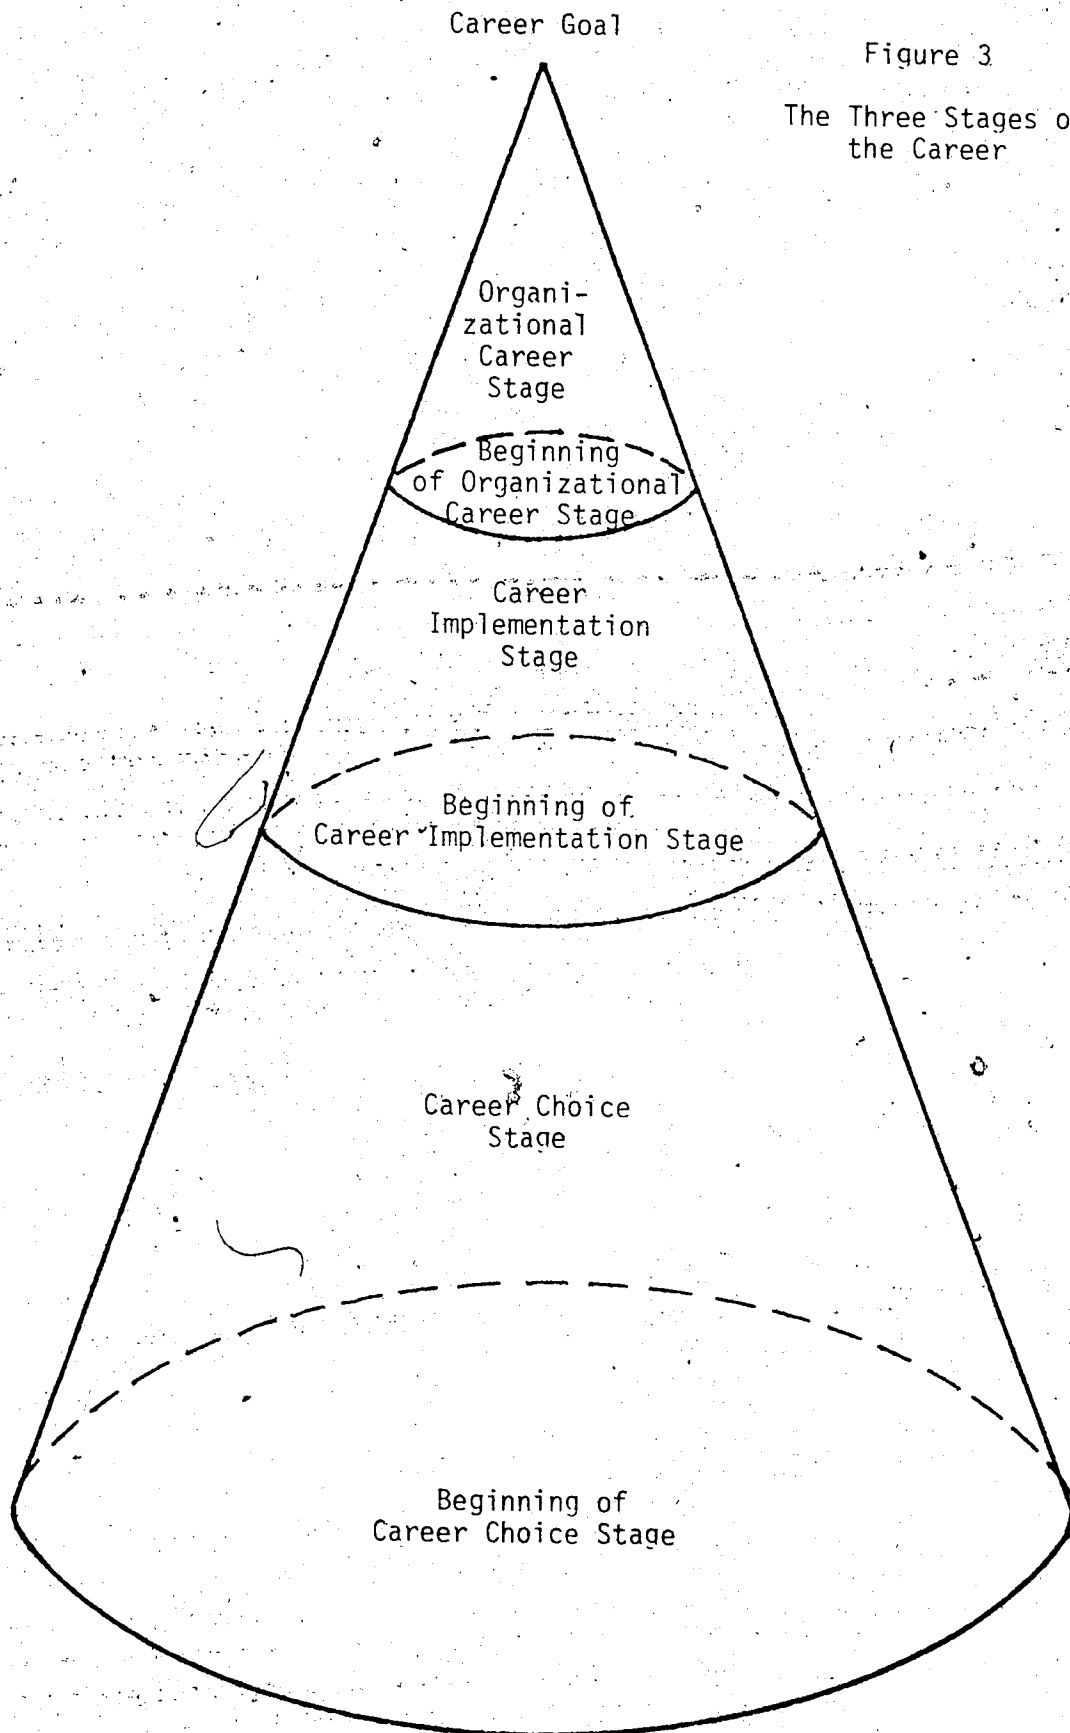 Career Goal
Figure 3
The Three Stages o
the Career
Organi-
zational
Career
Stage
Beginning
of Organizational
Career Stage
Career
Implementation
Stage
Beginning of
Career Implementation Stage
Career Choice
Stage
Beginning of
Career Choice Stage